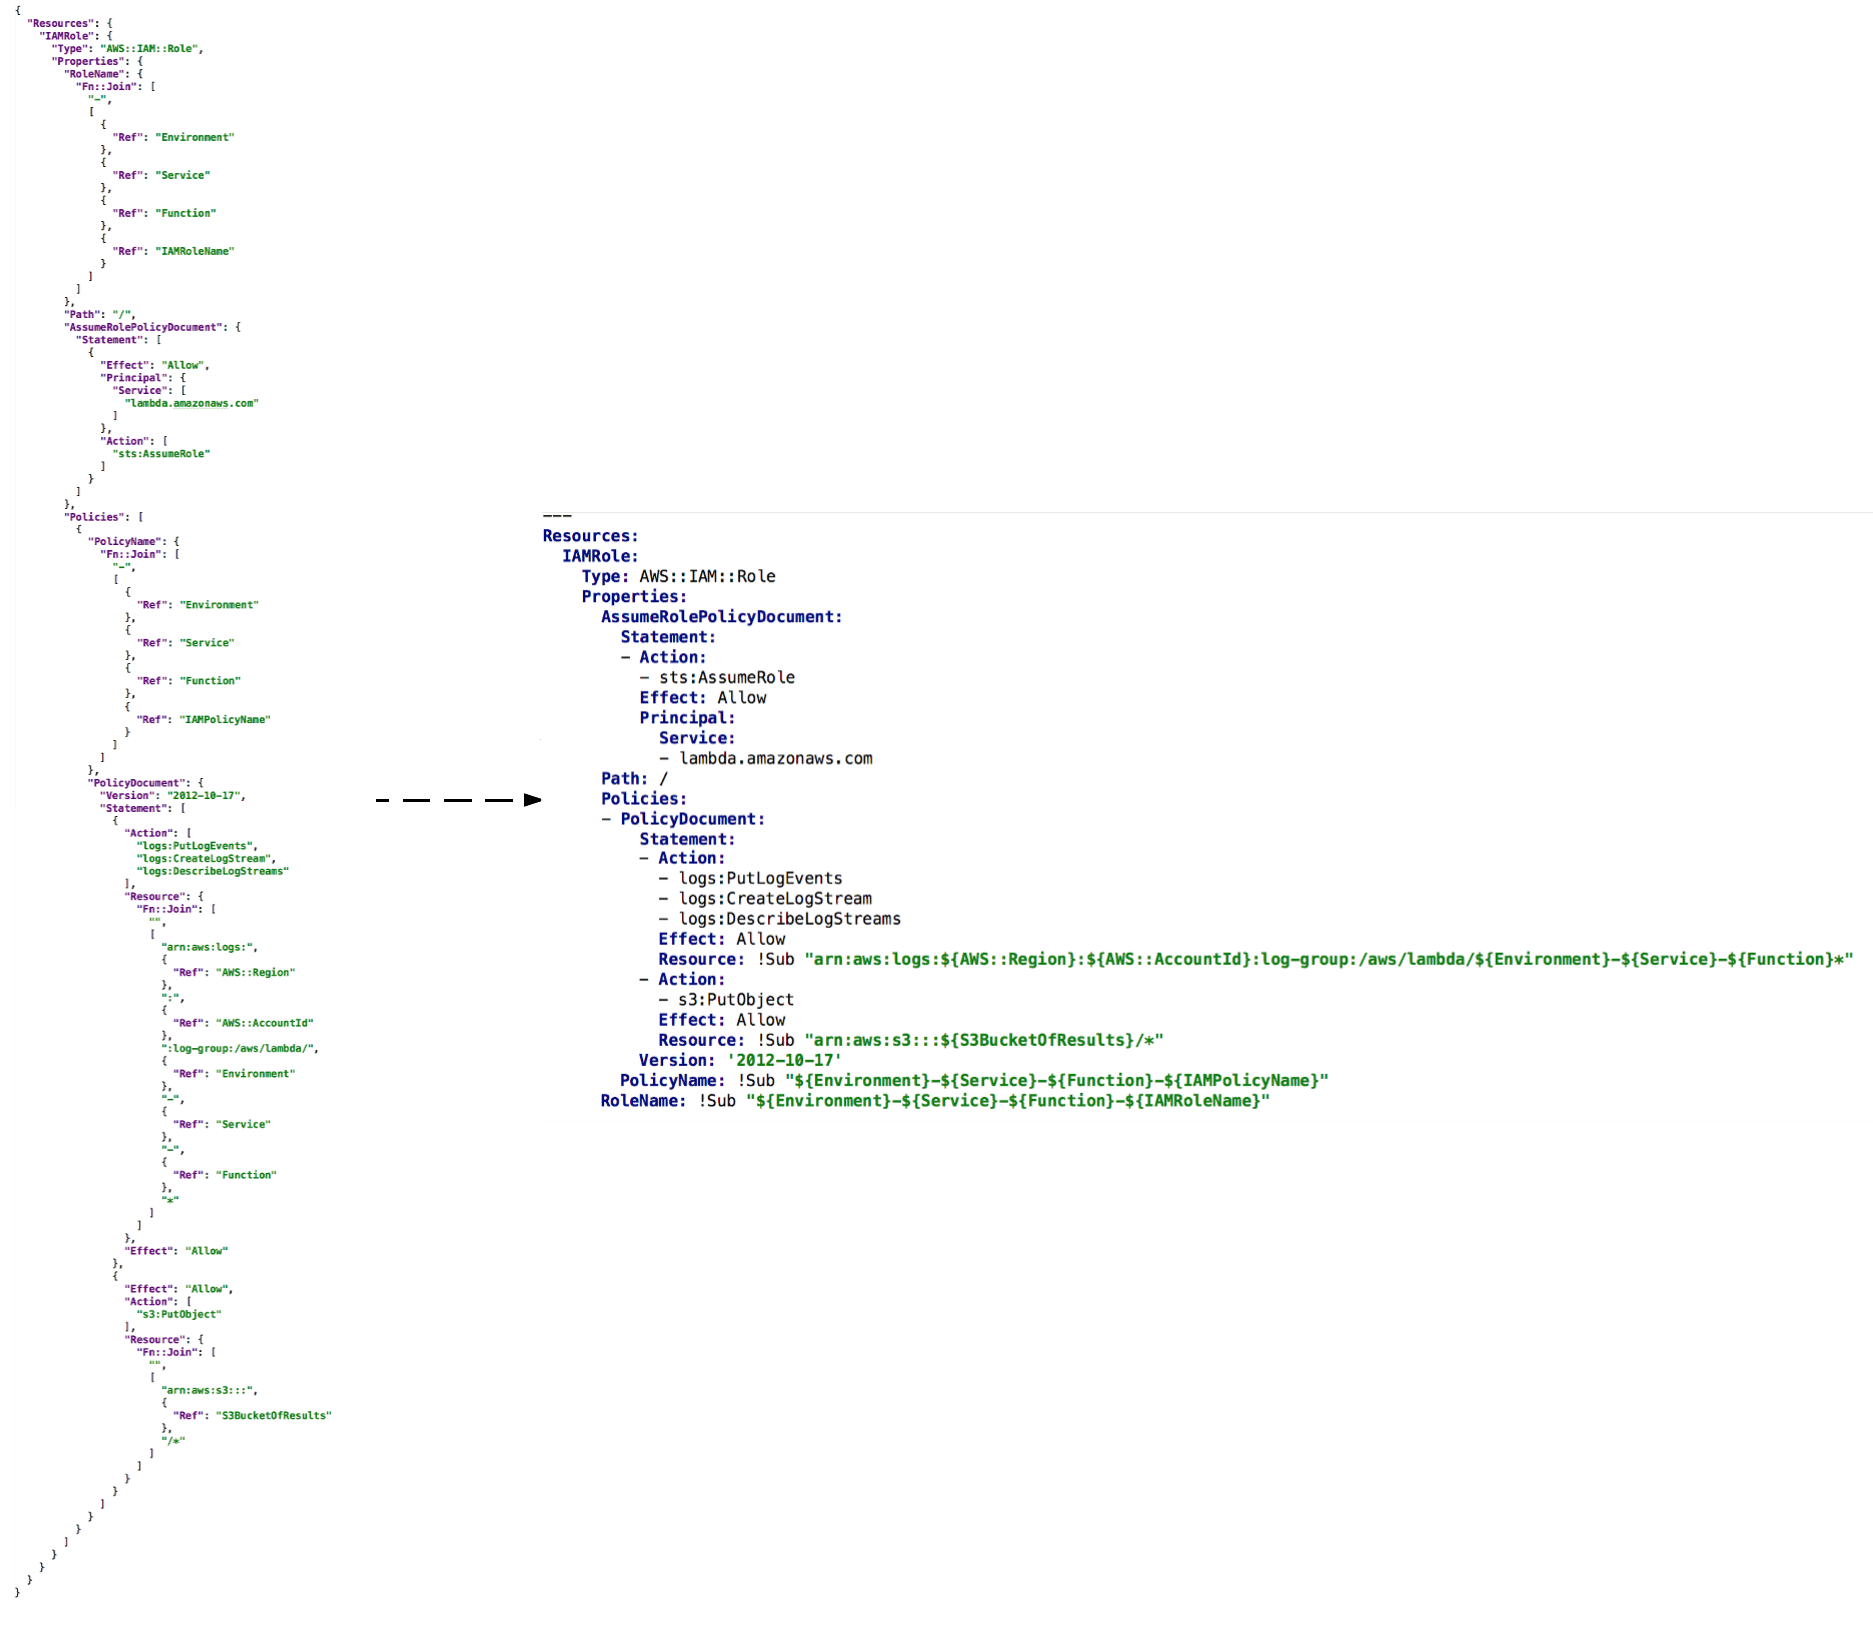 {
  "Resources": {
    "IAMRole": {
      "Type": "AWS::IAM::Role",
      "Properties": {
        "RoleName": {
          "Fn::Join": [
            "-",
            [
              {
                "Ref": "Environment"
              },
              {
                "Ref": "Service"
              },
              {
                "Ref": "Function"
              },
              {
                "Ref": "IAMRoleName"
              }
            ]
          ]
        },
        "Path": "/",
        "AssumeRolePolicyDocument": {
          "Statement": [
            {
              "Effect": "Allow",
              "Principal": {
                "Service": [
                  "lambda.amazonaws.com"
                ]
              },
              "Action": [
                "sts:AssumeRole"
              ]
            }
          ]
        },
        "Policies": [
          {
            "PolicyName": {
              "Fn::Join": [
                "-",
                [
                  {
                    "Ref": "Environment"
                  },
                  {
                    "Ref": "Service"
                  },
                  {
                    "Ref": "Function"
                  },
                  {
                    "Ref": "IAMPolicyName"
                  }
                ]
              ]
            },
            "PolicyDocument": {
              "Version": "2012-10-17",
              "Statement": [
                {
                  "Action": [
                    "logs:PutLogEvents",
                    "logs:CreateLogStream",
                    "logs:DescribeLogStreams"
                  ],
                  "Resource": {
                    "Fn::Join": [
                      "",
                      [
                        "arn:aws:logs:",
                        {
                          "Ref": "AWS::Region"
                        },
                        ":",
                        {
                          "Ref": "AWS::AccountId"
                        },
                        ":log-group:/aws/lambda/",
                        {
                          "Ref": "Environment"
                        },
                        "-",
                        {
                          "Ref": "Service"
                        },
                        "-",
                        {
                          "Ref": "Function"
                        },
                        "*"
                      ]
                    ]
                  },
                  "Effect": "Allow"
                },
                {
                  "Effect": "Allow",
                  "Action": [
                    "s3:PutObject"
                  ],
                  "Resource": {
                    "Fn::Join": [
                      "",
                      [
                        "arn:aws:s3:::",
                        {
                          "Ref": "S3BucketOfResults"
                        },
                        "/*"
                      ]
                    ]
                  }
                }
              ]
            }
          }
        ]
      }
    }
  }
}
---
Resources:
  IAMRole:
    Type: AWS::IAM::Role
    Properties:
      AssumeRolePolicyDocument:
        Statement:
        - Action:
          - sts:AssumeRole
          Effect: Allow
          Principal:
            Service:
            - lambda.amazonaws.com
      Path: /
      Policies:
      - PolicyDocument:
          Statement:
          - Action:
            - logs:PutLogEvents
            - logs:CreateLogStream
            - logs:DescribeLogStreams
            Effect: Allow
            Resource: !Sub "arn:aws:logs:${AWS::Region}:${AWS::AccountId}:log-group:/aws/lambda/${Environment}-${Service}-${Function}*"
          - Action:
            - s3:PutObject
            Effect: Allow
            Resource: !Sub "arn:aws:s3:::${S3BucketOfResults}/*"
          Version: '2012-10-17'
        PolicyName: !Sub "${Environment}-${Service}-${Function}-${IAMPolicyName}"
      RoleName: !Sub "${Environment}-${Service}-${Function}-${IAMRoleName}"